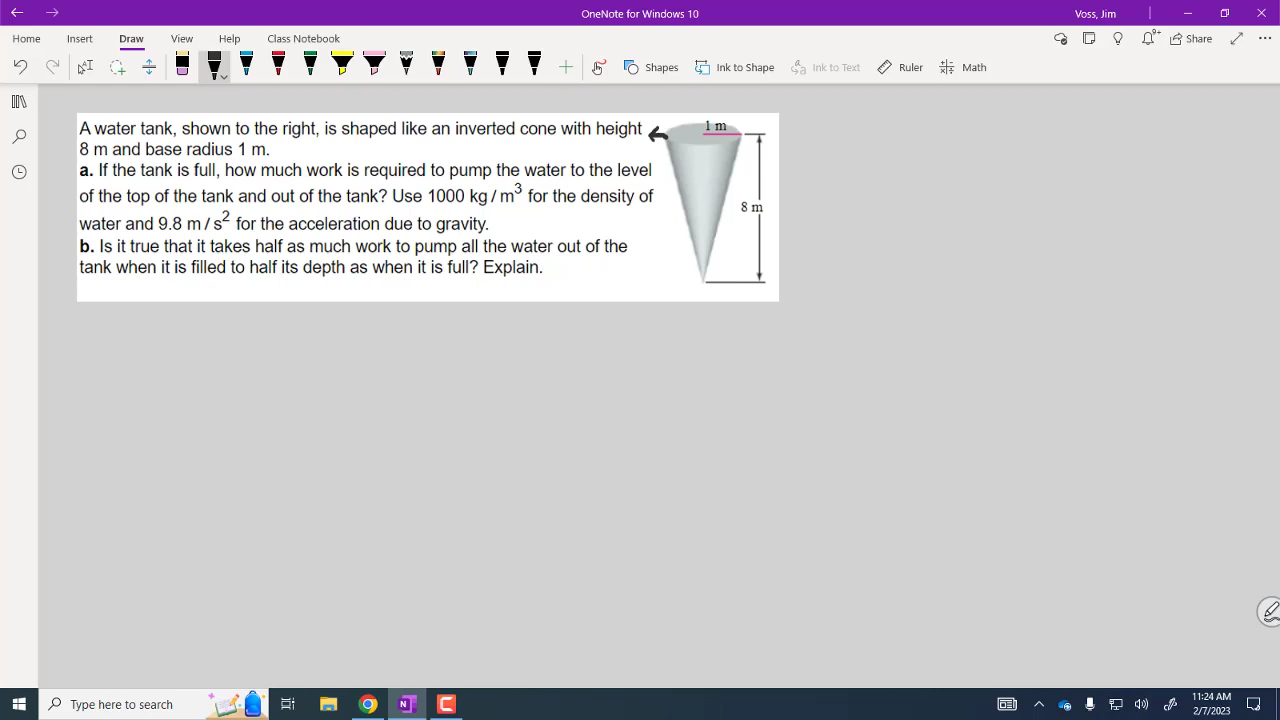 OneNote for Windows 10
Voss, Jim
Home Insert Draw View Help Class Notebook
Share
Shapes Ink to Shape Ink to Text Ruler Math
A water tank, shown to the right, is shaped like an inverted cone with height
8 m and base radius 1 m.
a. If the tank is full, how much work is required to pump the water to the level
of the top of the tank and out of the tank? Use 1000 kg / m³ for the density of
water and 9.8 m / s² for the acceleration due to gravity.
b. Is it true that it takes half as much work to pump all the water out of the
tank when it is filled to half its depth as when it is full? Explain.
1 m
8 m
Type here to search
11:24 AM
2/7/2023